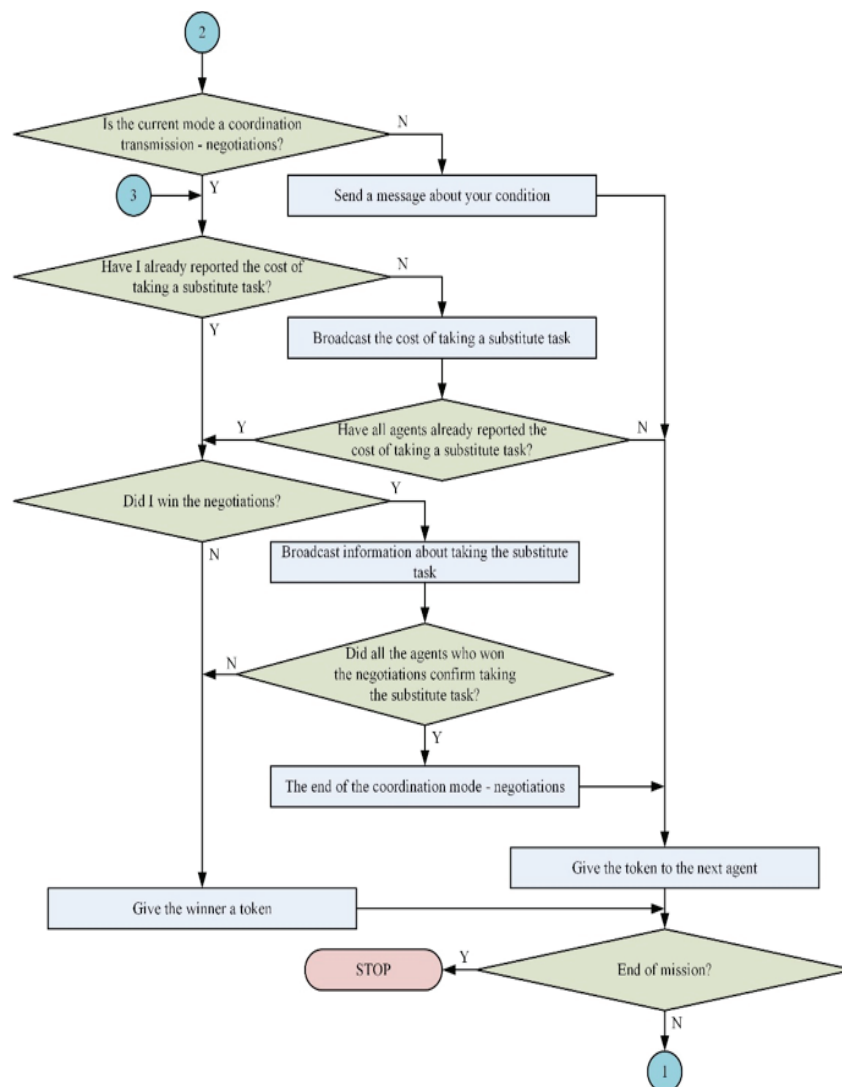 2
Is the current mode a coordination
transmission - negotiations?
N
Y
3
Send a message about your condition
Have I already reported the cost of
taking a substitute task?
N
Y
Broadcast the cost of taking a substitute task
Y
Have all agents already reported the
cost of taking a substitute task?
N
Did I win the negotiations?
Y
N
Broadcast information about taking the substitute
task
Did all the agents who won
the negotiations confirm taking
the substitute task?
N
Y
The end of the coordination mode - negotiations
Give the token to the next agent
Give the winner a token
STOP
Y
End of mission?
N
1